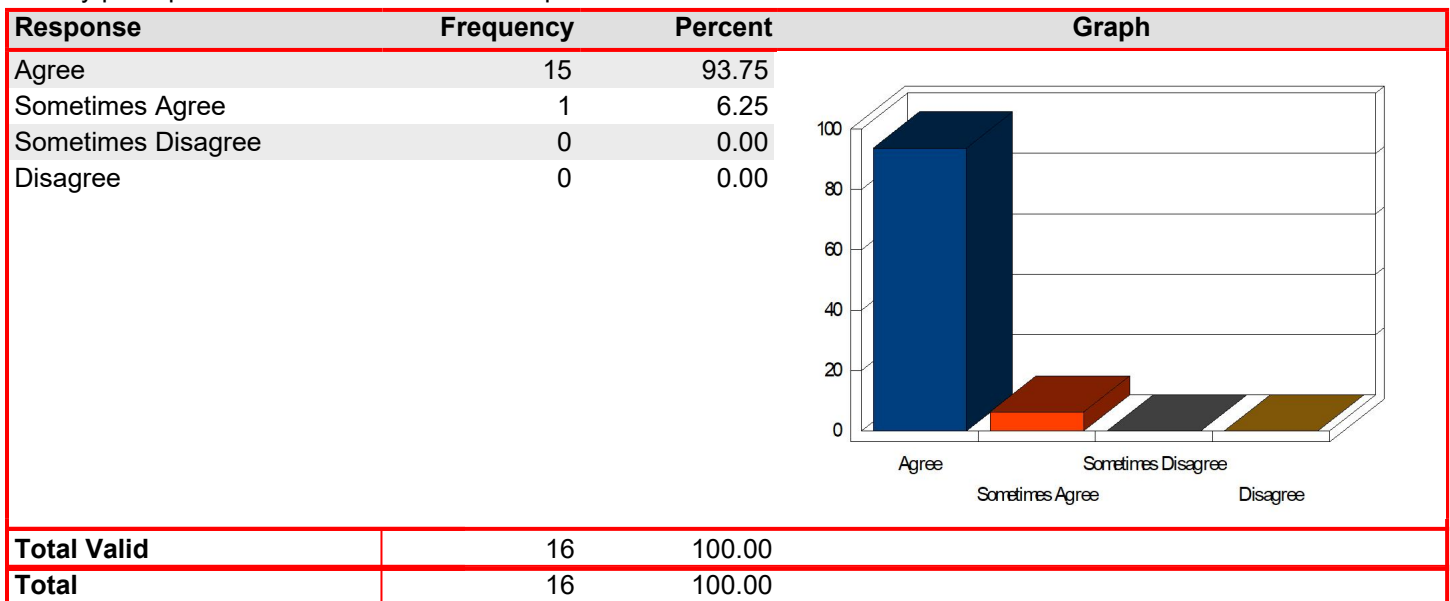 Response Frequency Percent Graph
Agree 15 93.75
Sometimes Agree 1 6.25
Sometimes Disagree 0 0.00
Disagree 0 0.00
100
80
60
40
20
0
Agree Sometimes Disagree
Sometimes Agree Disagree
Total Valid 16 100.00
Total 16 100.00